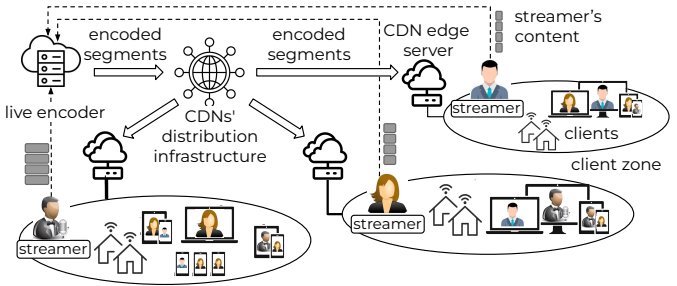 encoded
segments
encoded
segments
CDN edge
server
streamer's
content
live encoder
CDNs'
distribution
infrastructure
streamer
clients
client zone
streamer
streamer